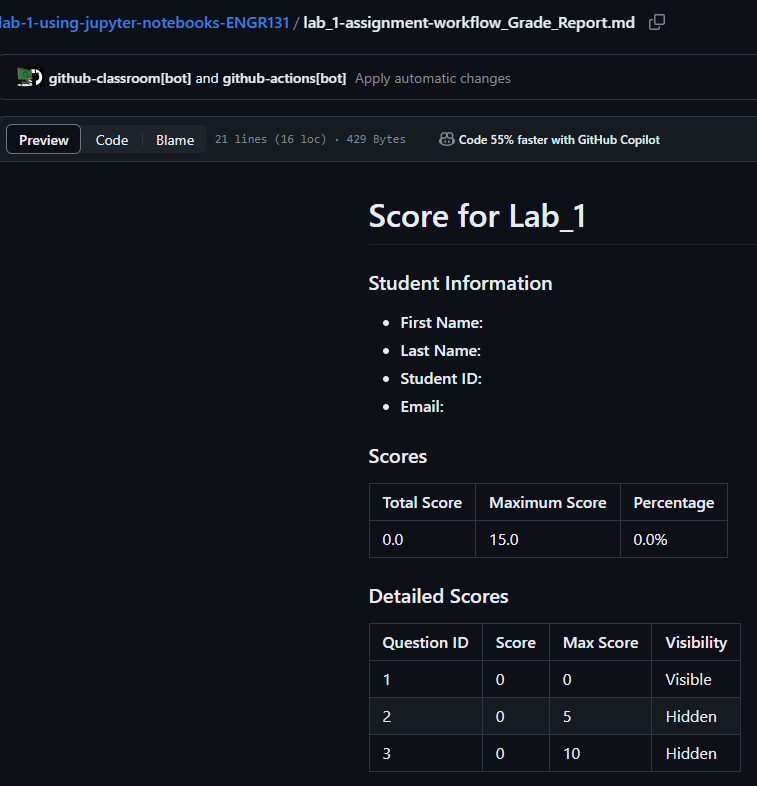 lab-1-using-jupyter-notebooks-ENGR131 / lab_1-assignment-workflow_Grade_Report.md
github-classroom[bot] and github-actions[bot] Apply automatic changes
Preview Code Blame 21 lines (16 loc) · 429 Bytes Code 55% faster with GitHub Copilot
Score for Lab_1
Student Information
• First Name:
• Last Name:
• Student ID:
• Email:
Scores
Total Score Maximum Score Percentage
0.0 15.0 0.0%
Detailed Scores
Question ID Score Max Score Visibility
1 0 0 Visible
2 0 5 Hidden
3 0 10 Hidden